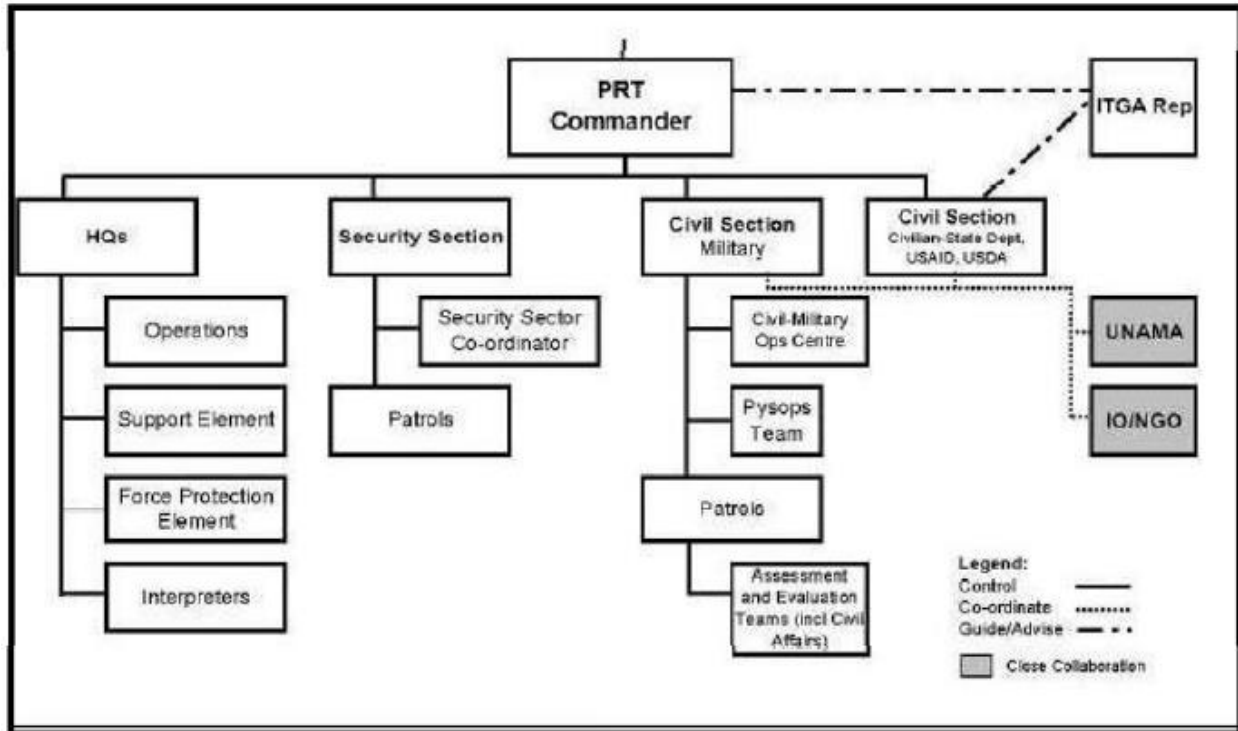 PRT
Commander
ITGA Rep
HQs
Security Section
Civil Section
Military
Civil Section
Civilian-State Dept,
USAID, USDA
Operations
Security Sector
Co-ordinator
Civil-Military
Ops Centre
UNAMA
Support Element
Patrols
Pysops
Team
IO/NGO
Force Protection
Element
Patrols
Interpreters
Assessment
and Evaluation
Teams (incl Civil
Affairs)
Legend:
Control
Co-ordinate
Guide/Advise
Close Collaboration